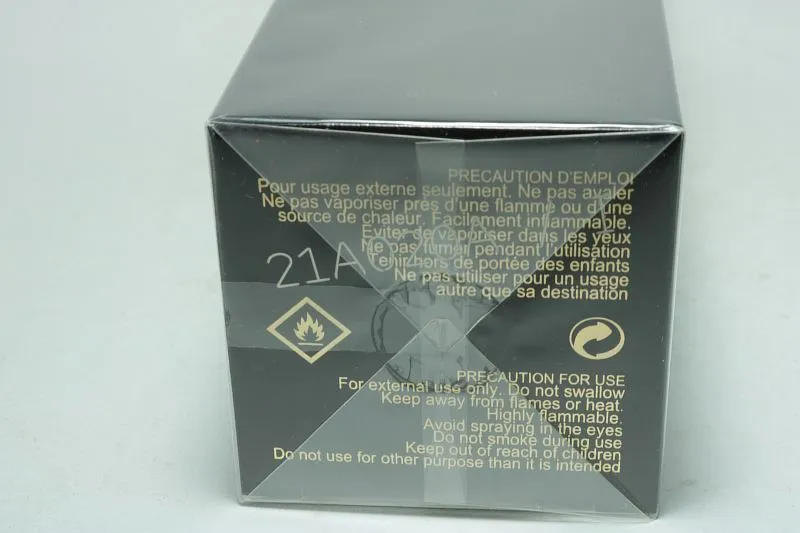 PRECAUTION D'EMPLOI
Pour usage externe seulement. Ne pas avaler
Ne pas vaporiser près d'une flamme ou d'une
source de chaleur. Facilement inflammable.
Eviter de vaporiser dans les yeux
Ne pas fumer pendant l'utilisation
Tenir hors de portée des enfants
Ne pas utiliser pour un usage
autre que sa destination
PRECAUTION FOR USE
For external use only. Do not swallow
Keep away from flames or heat.
Highly flammable.
Avoid spraying in the eyes
Do not smoke during use
Keep out of reach of children
Do not use for other purpose than it is intended